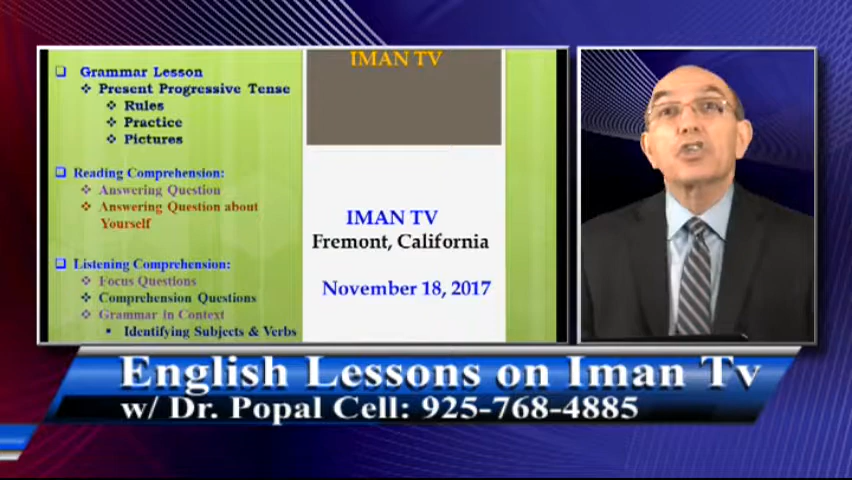 Grammar Lesson
Present Progressive Tense
Rules
Practice
Pictures
Reading Comprehension:
Answering Question
Answering Question about
Yourself
Listening Comprehension:
Focus Questions
Comprehension Questions
Grammar in Context
Identifying Subjects & Verbs
IMAN TV
IMAN TV
Fremont, California
November 18, 2017
English Lessons on Iman Tv
w/ Dr. Popal Cell: 925-768-4885